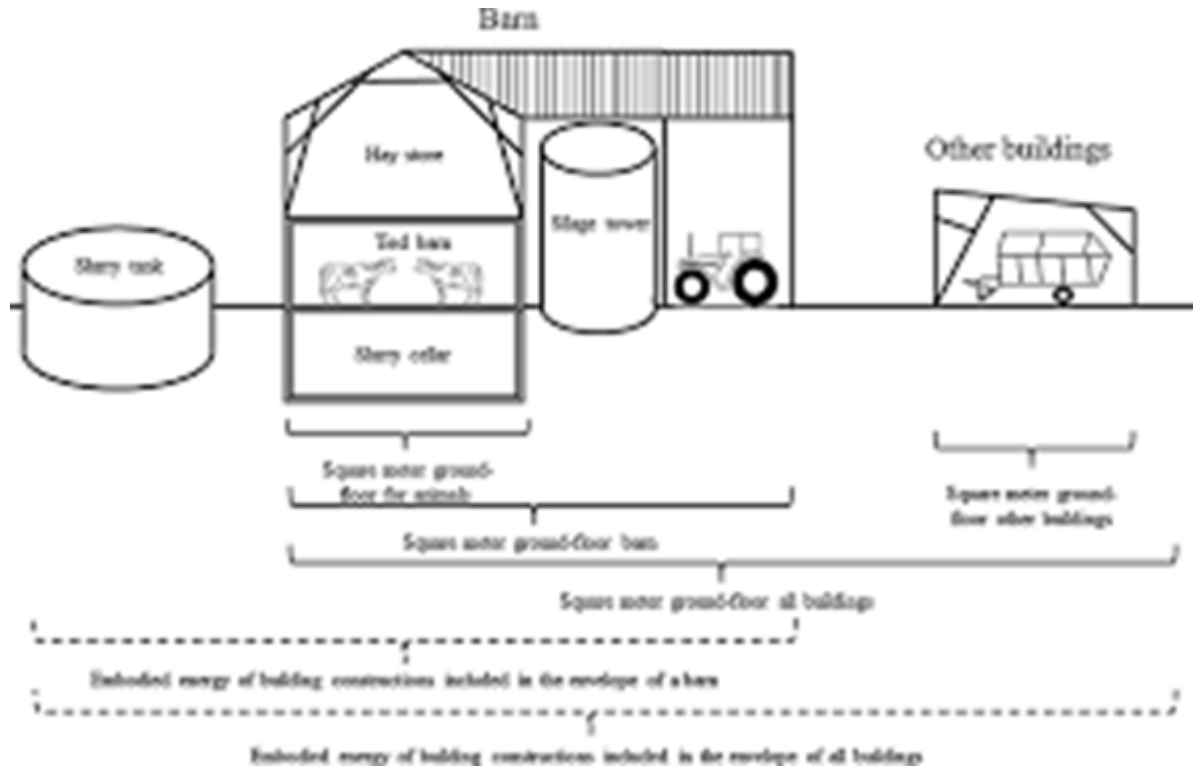 Barn
Other buildings
Hay store
Silage tower
Tied barn
Slurry tank
Slurry cellar
Square meter ground-
floor for animals
Square meter ground-
floor other buildings
Square meter ground-floor barn
Square meter ground-floor all buildings
Embodied energy of building constructions included in the envelope of a barn
Embodied energy of building constructions included in the envelope of all buildings